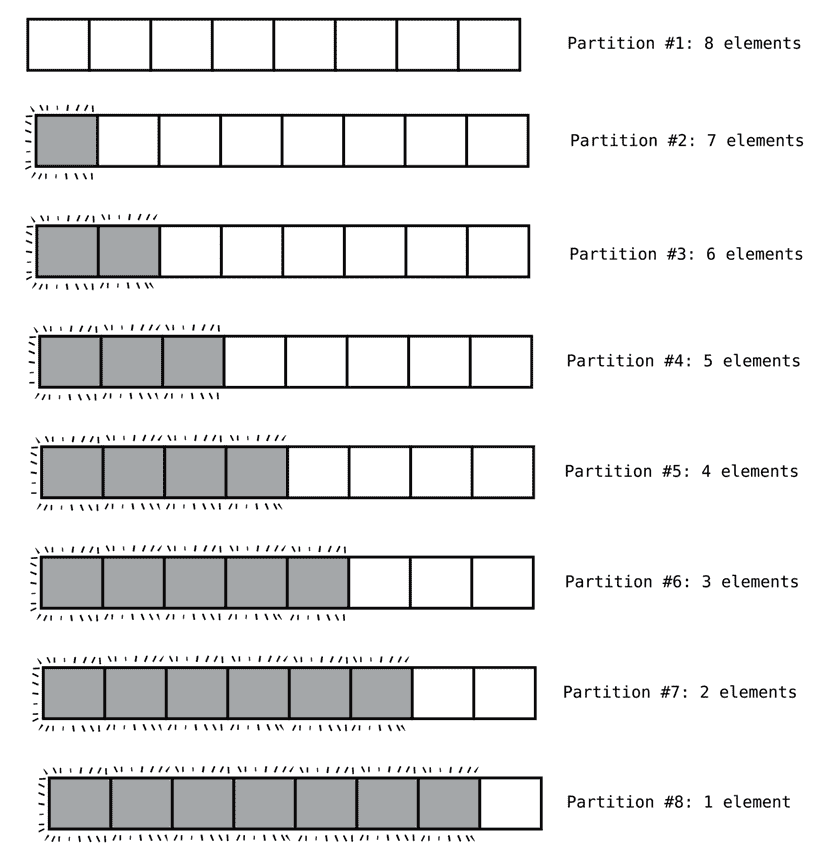 Partition #1: 8 elements
Partition #2: 7 elements
Partition #3: 6 elements
Partition #4: 5 elements
Partition #5: 4 elements
Partition #6: 3 elements
Partition #7: 2 elements
Partition #8: 1 element